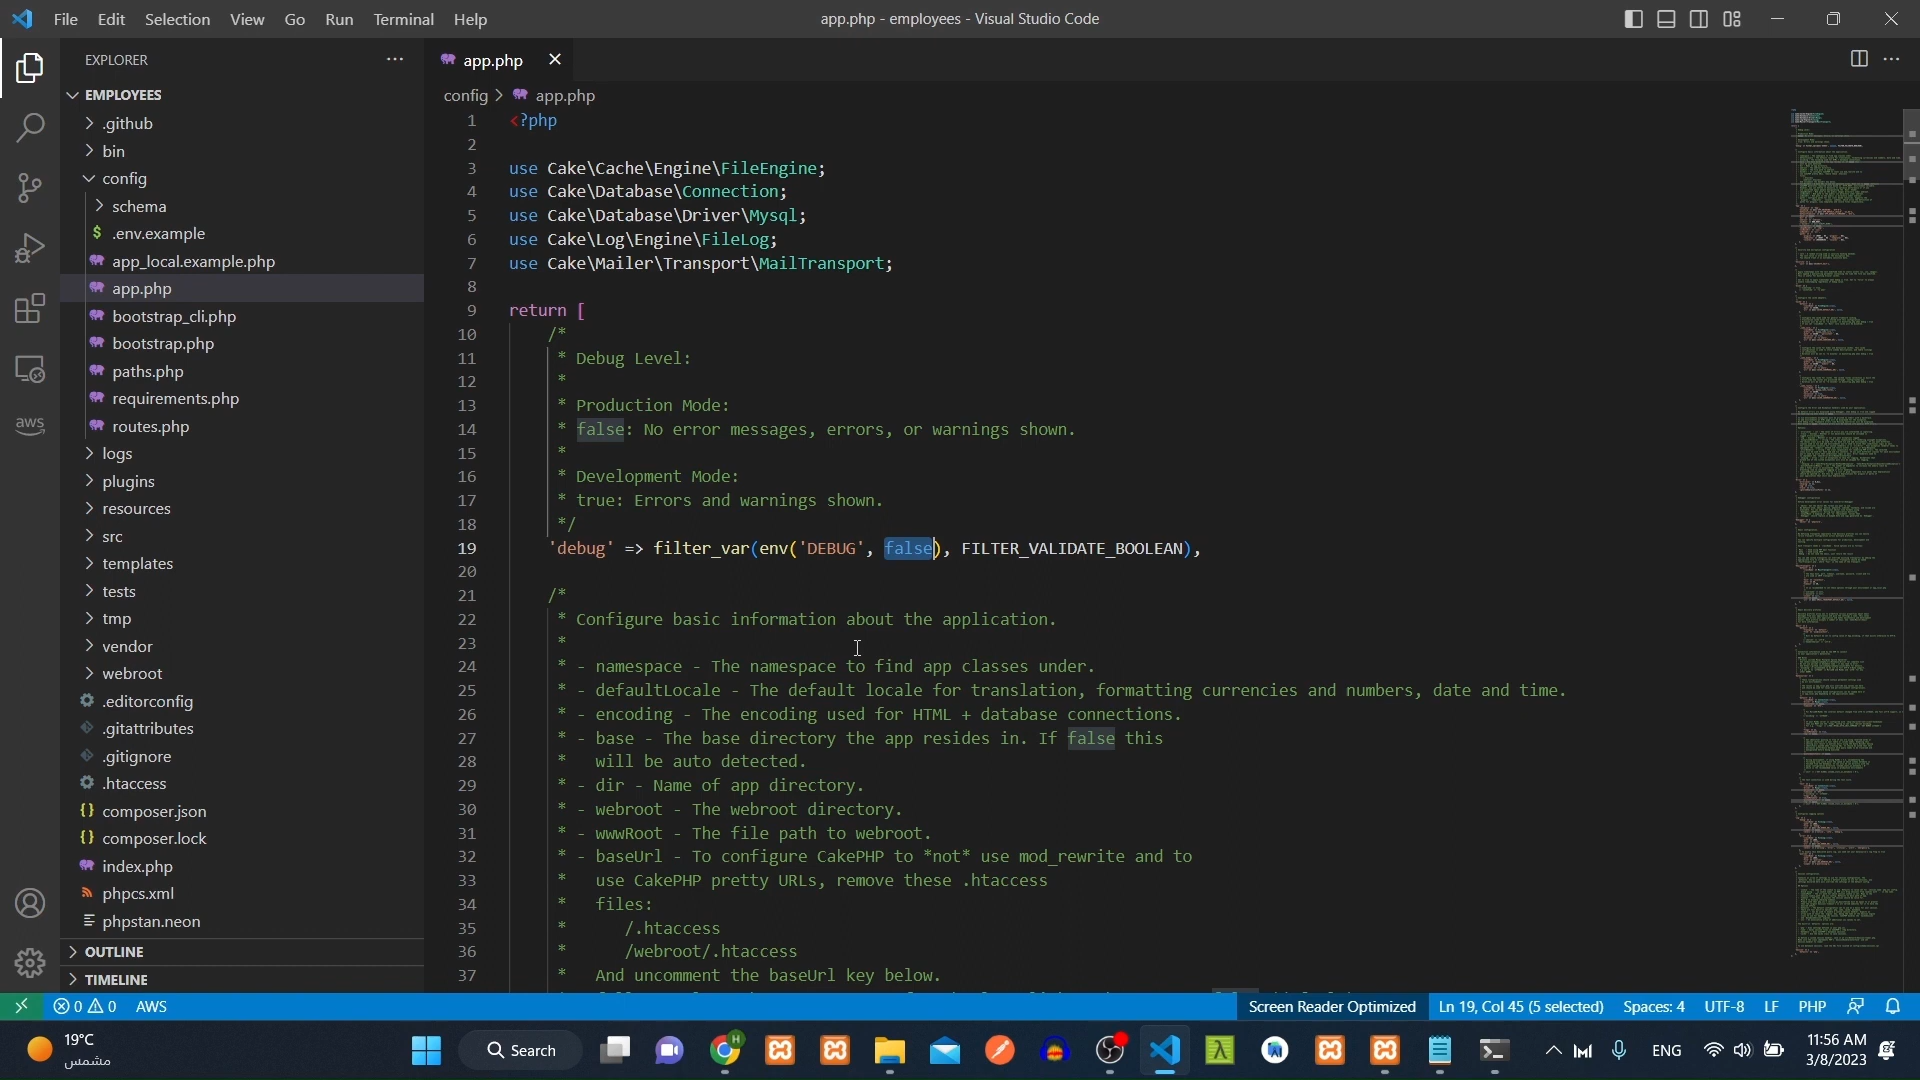 File Edit Selection View Go Run Terminal Help
app.php - employees - Visual Studio Code
EXPLORER
EMPLOYEES
.github
bin
config
schema
$ .env.example
app_local.example.php
app.php
bootstrap_cli.php
bootstrap.php
paths.php
requirements.php
routes.php
logs
plugins
resources
src
templates
tests
tmp
vendor
webroot
.editorconfig
.gitattributes
.gitignore
.htaccess
{} composer.json
{} composer.lock
index.php
phpcs.xml
phpstan.neon
OUTLINE
TIMELINE
aws
app.php
config > app.php
1 <?php
2
3 use Cake\Cache\Engine\FileEngine;
4 use Cake\Database\Connection;
5 use Cake\Database\Driver\Mysql;
6 use Cake\Log\Engine\FileLog;
7 use Cake\Mailer\Transport\MailTransport;
8
9 return [
10 /*
11 * Debug Level:
12 *
13 * Production Mode:
14 * false: No error messages, errors, or warnings shown.
15 *
16 * Development Mode:
17 * true: Errors and warnings shown.
18 */
19 'debug' => filter_var(env('DEBUG', false), FILTER_VALIDATE_BOOLEAN),
20
21 /*
22 * Configure basic information about the application.
23 *
24 * - namespace - The namespace to find app classes under.
25 * - defaultLocale - The default locale for translation, formatting currencies and numbers, date and time.
26 * - encoding - The encoding used for HTML + database connections.
27 * - base - The base directory the app resides in. If false this
28 *   will be auto detected.
29 * - dir - Name of app directory.
30 * - webroot - The webroot directory.
31 * - wwwRoot - The file path to webroot.
32 * - baseUrl - To configure CakePHP to *not* use mod_rewrite and to
33 *   use CakePHP pretty URLs, remove these .htaccess
34 *   files:
35 *      /.htaccess
36 *      /webroot/.htaccess
37 *   And uncomment the baseUrl key below.
0 0 AWS
Screen Reader Optimized Ln 19, Col 45 (5 selected) Spaces: 4 UTF-8 LF PHP
19°C
مشمس
Search
ENG
11:56 AM
3/8/2023